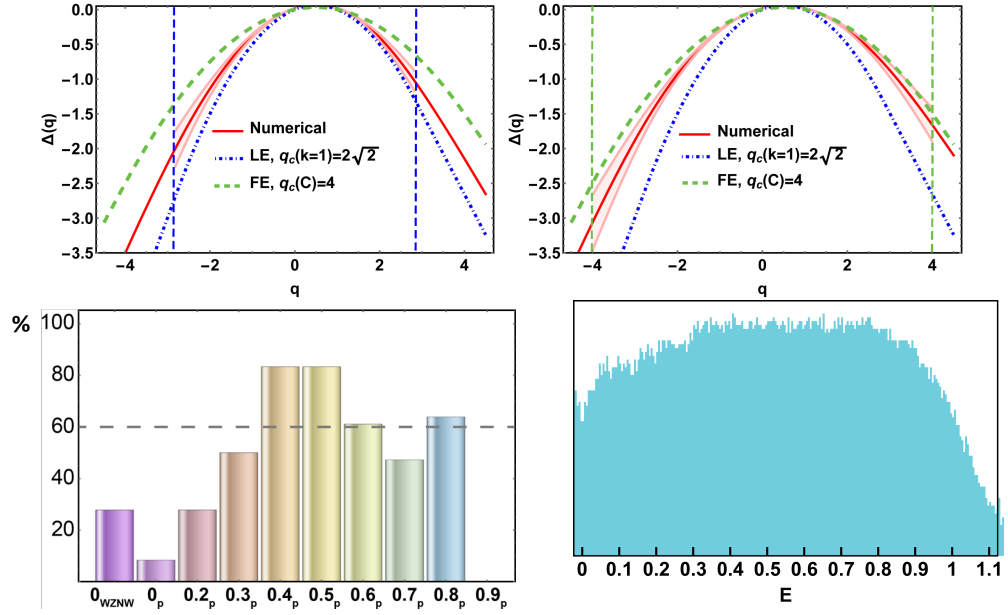 0.0
−0.5
−1.0
−1.5
−2.0
−2.5
−3.0
−3.5
Δ(q)
Numerical
LE, q_c(k=1)=2√2
FE, q_c(C)=4
−4 −2 0 2 4
q
0.0
−0.5
−1.0
−1.5
−2.0
−2.5
−3.0
−3.5
Δ(q)
Numerical
LE, q_c(k=1)=2√2
FE, q_c(C)=4
−4 −2 0 2 4
q
%
100
80
60
40
20
0_WZNW 0_p 0.2_p 0.3_p 0.4_p 0.5_p 0.6_p 0.7_p 0.8_p 0.9_p
0 0.1 0.2 0.3 0.4 0.5 0.6 0.7 0.8 0.9 1 1.1
E